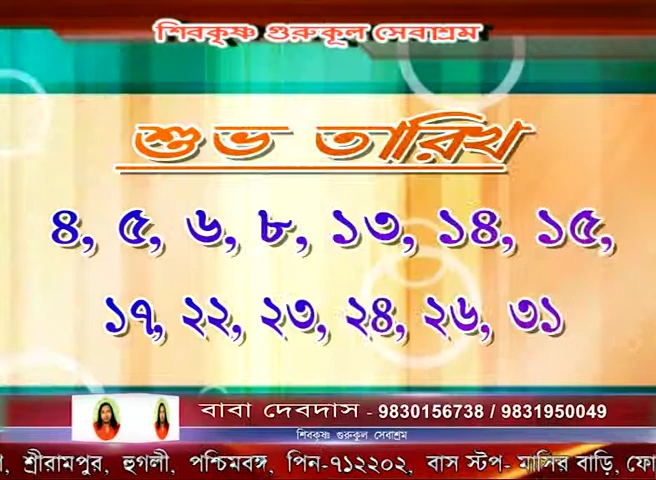 শিবকৃষ্ণ গুরুকূল সেবাশ্রম
শুভ তারিখ
৪, ৫, ৬, ৮, ১৩, ১৪, ১৫,
১৭, ২২, ২৩, ২৪, ২৬, ৩১
বাবা দেবদাস - 9830156738 / 9831950049
শিবকৃষ্ণ গুরুকূল সেবাশ্রম
শ্রীরামপুর, হুগলী, পশ্চিমবঙ্গ, পিন-৭১২২০২, বাস স্টপ- মাসির বাড়ি, ফো